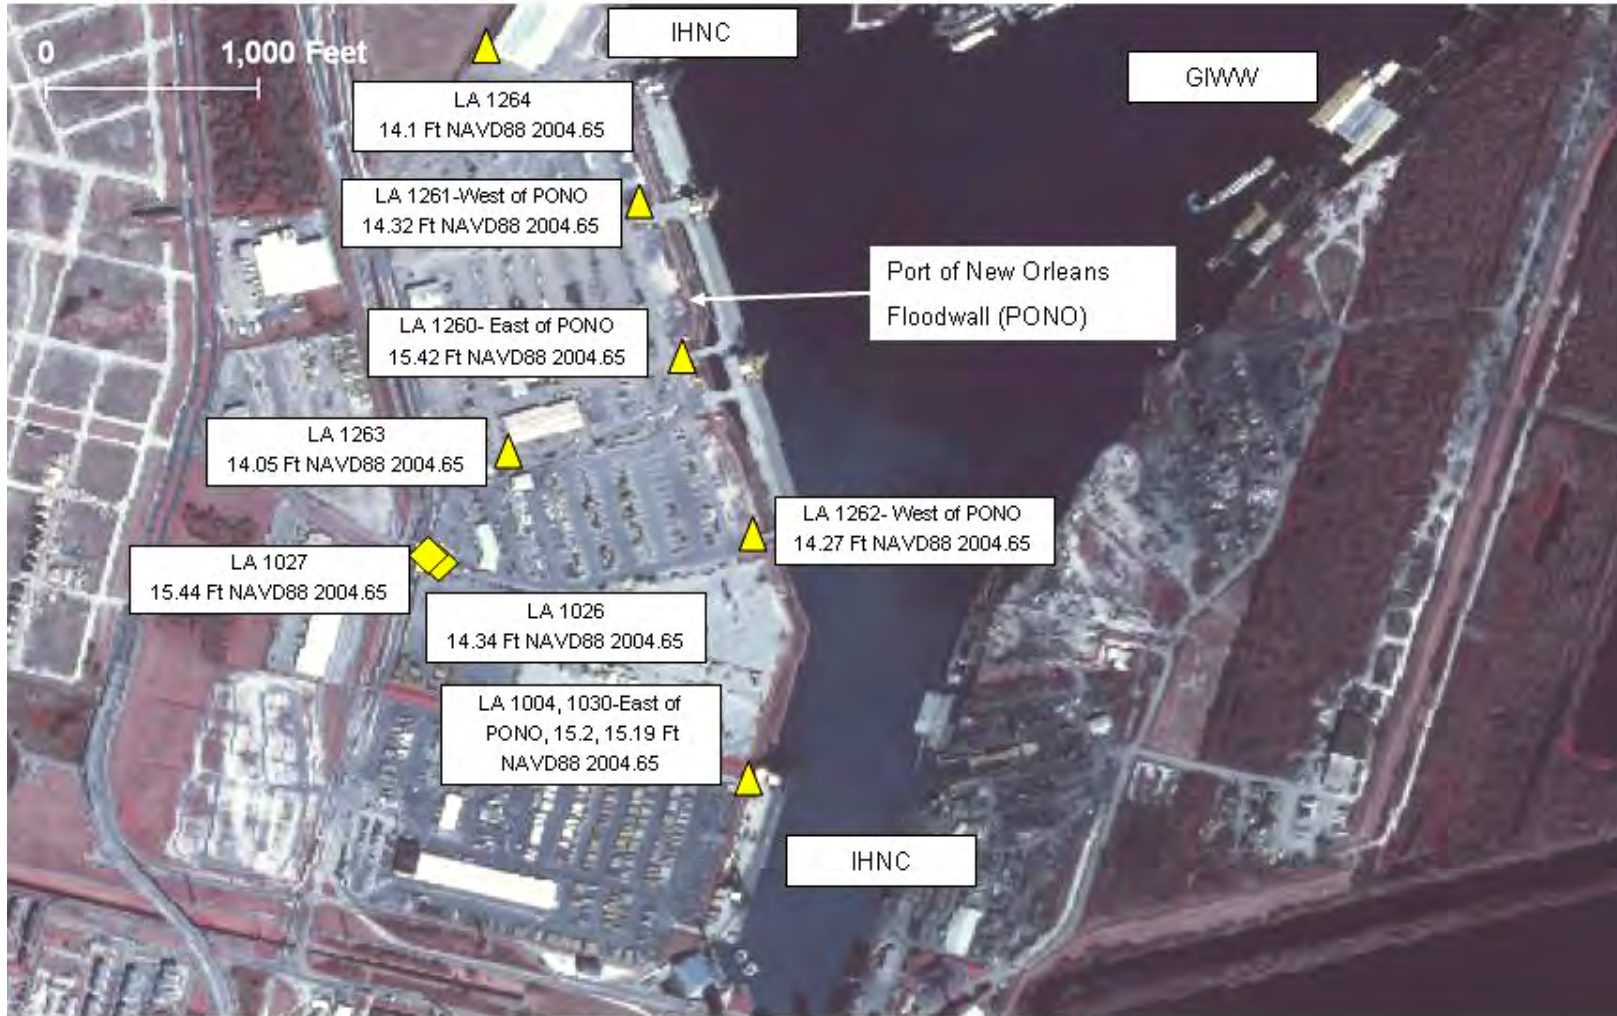 0 1,000 Feet
IHNC
GIWW
LA 1264
14.1 Ft NAVD88 2004.65
LA 1261-West of PONO
14.32 Ft NAVD88 2004.65
Port of New Orleans
Floodwall (PONO)
LA 1260- East of PONO
15.42 Ft NAVD88 2004.65
LA 1263
14.05 Ft NAVD88 2004.65
LA 1262- West of PONO
14.27 Ft NAVD88 2004.65
LA 1027
15.44 Ft NAVD88 2004.65
LA 1026
14.34 Ft NAVD88 2004.65
LA 1004, 1030-East of
PONO, 15.2, 15.19 Ft
NAVD88 2004.65
IHNC